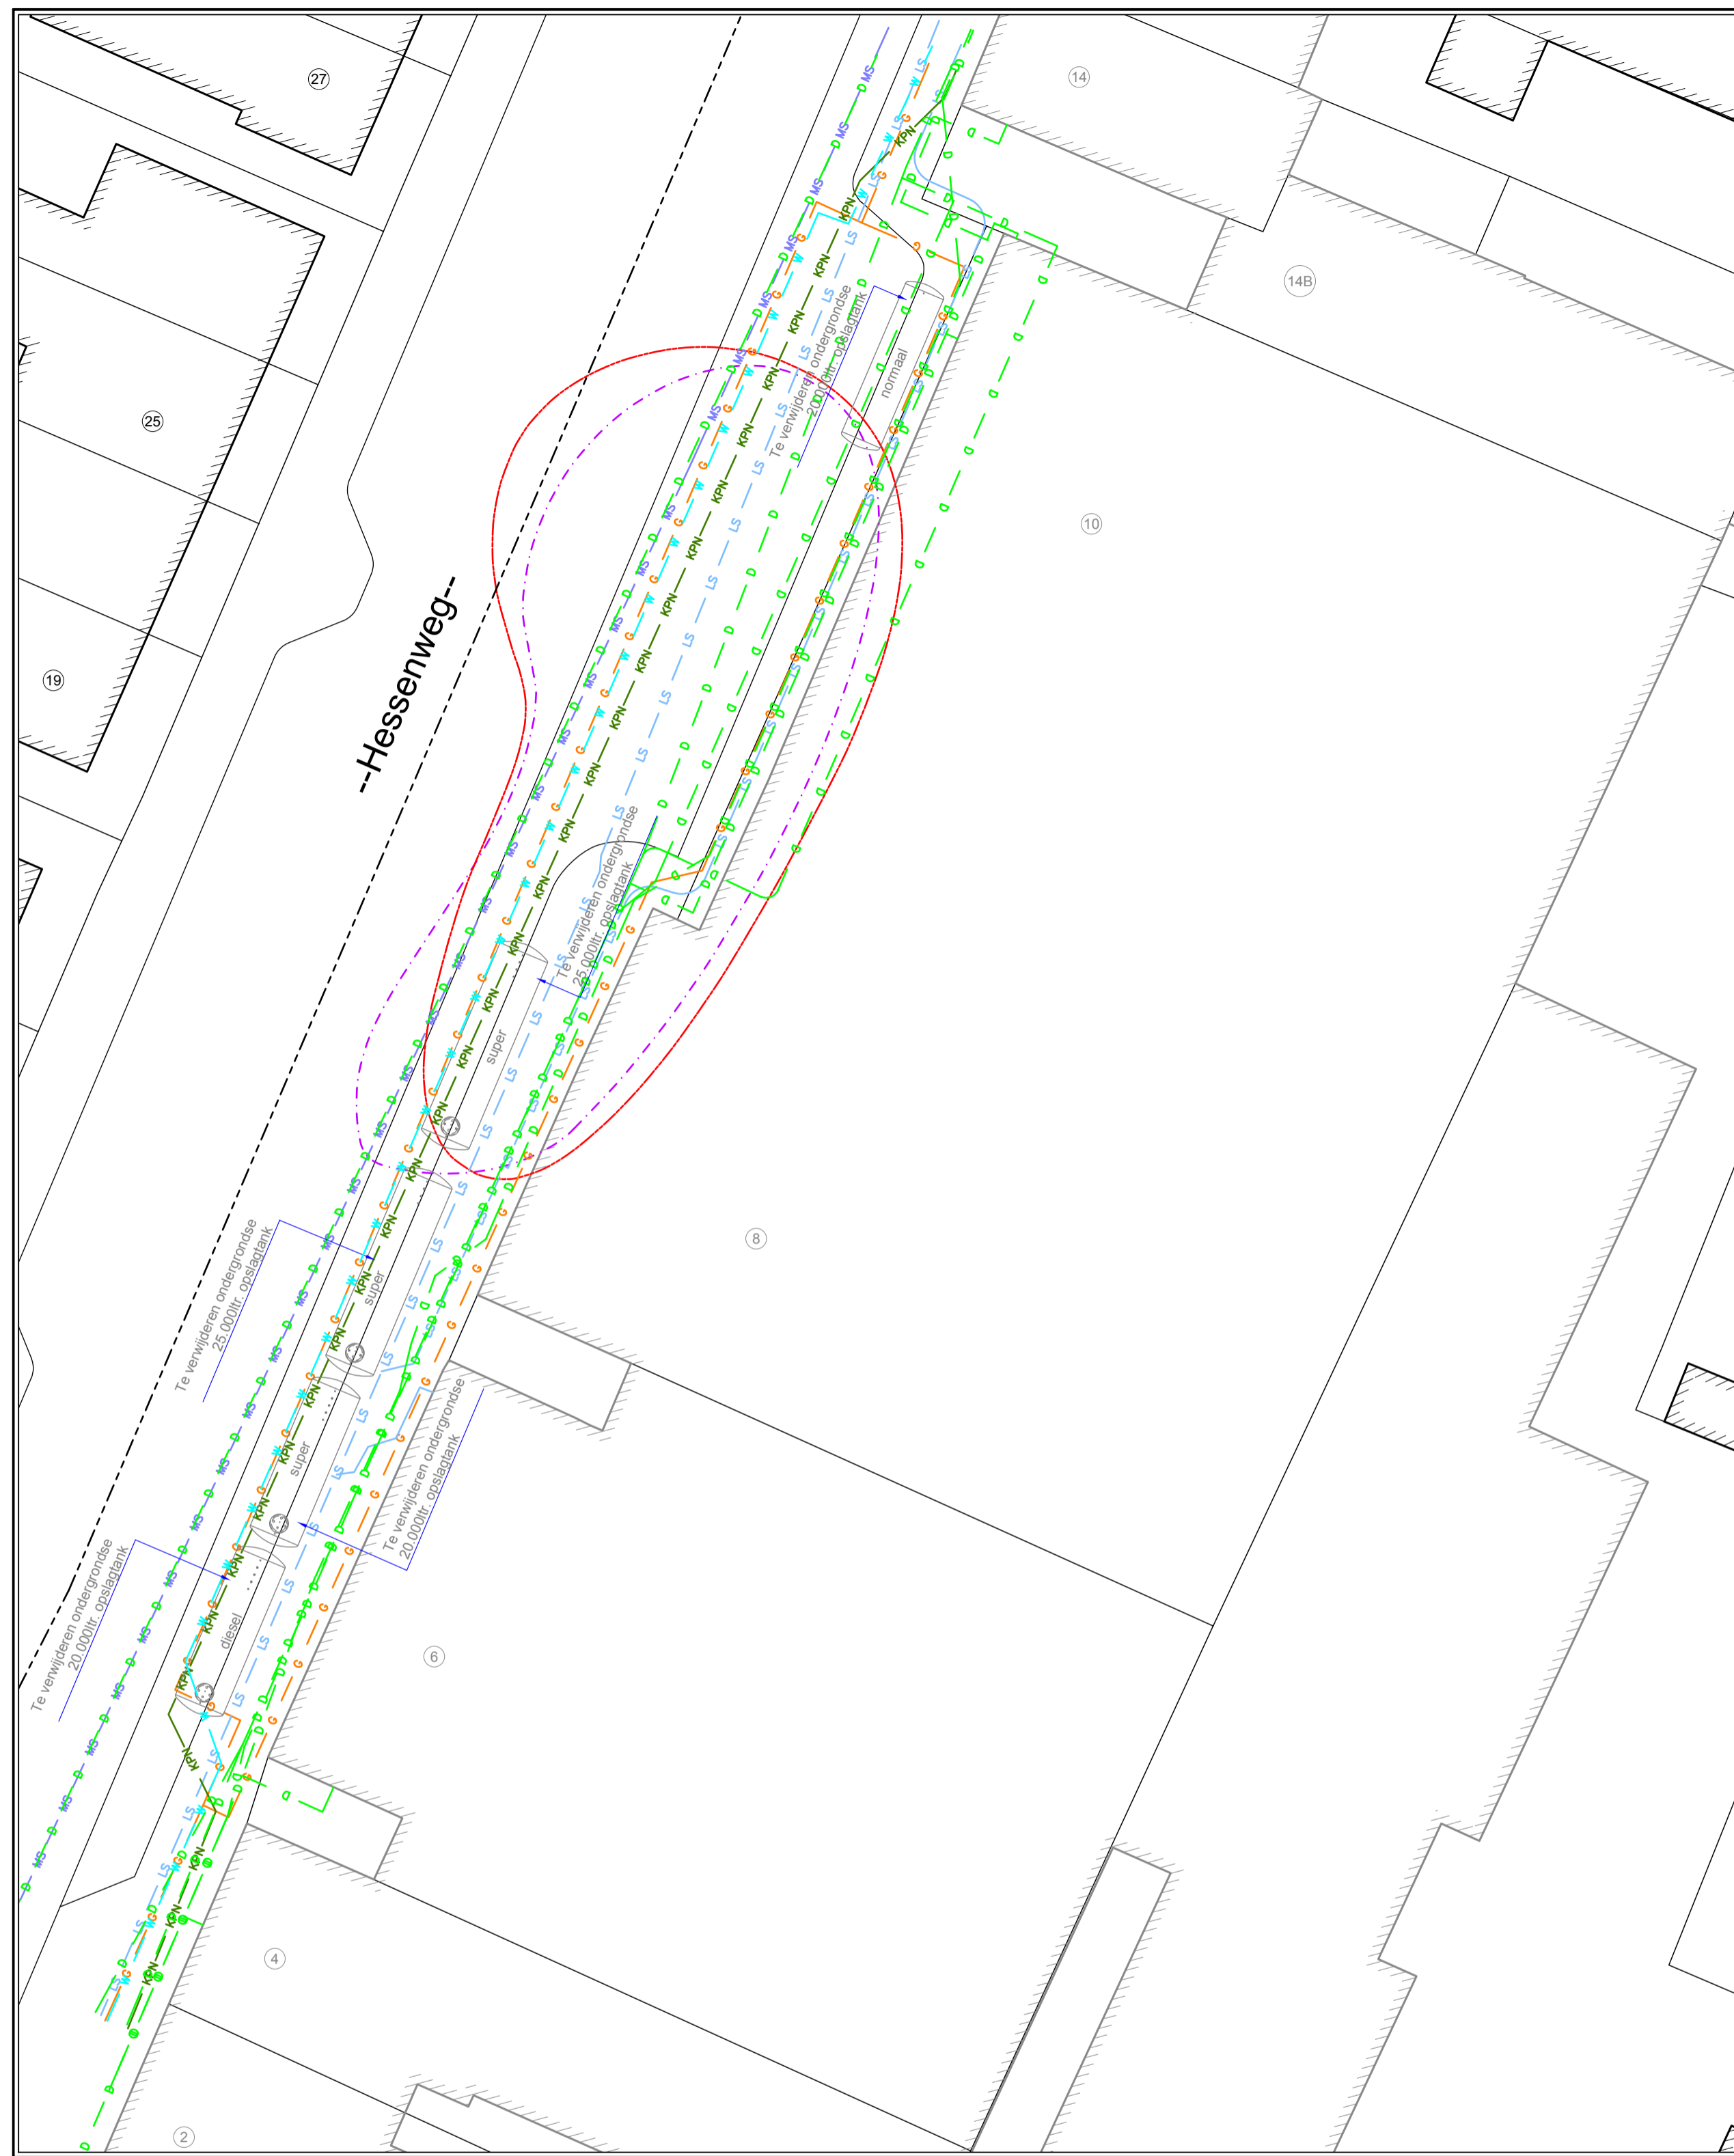 27
14
14B
25
10
19
--Hessenweg--
Te verwijderen ondergrondse
20.000ltr. opslagtank
normaal
Te verwijderen ondergrondse
25.000ltr. opslagtank
super
8
Te verwijderen ondergrondse
25.000ltr. opslagtank
super
Te verwijderen ondergrondse
20.000ltr. opslagtank
super
Te verwijderen ondergrondse
20.000ltr. opslagtank
diesel
6
4
2
MS
D
W
G
KPN
LS